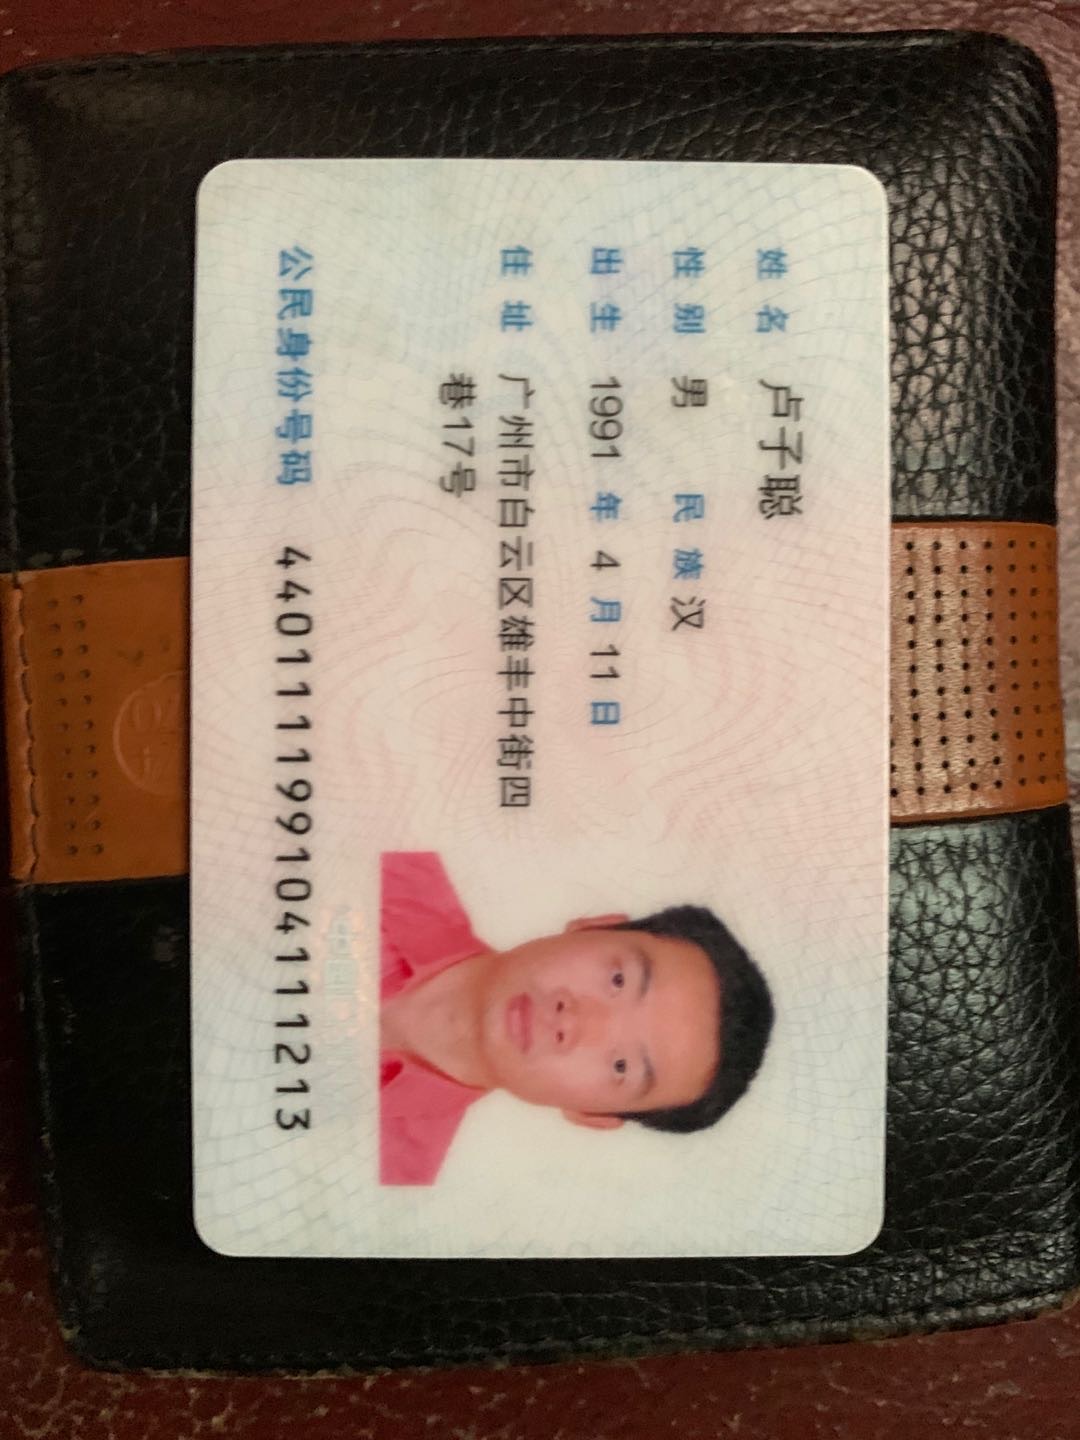 姓名 卢子聪
性别 男 民族 汉
出生 1991 年 4 月 11 日
住址 广州市白云区雄丰中街四
巷17号
公民身份号码 440111199104111213